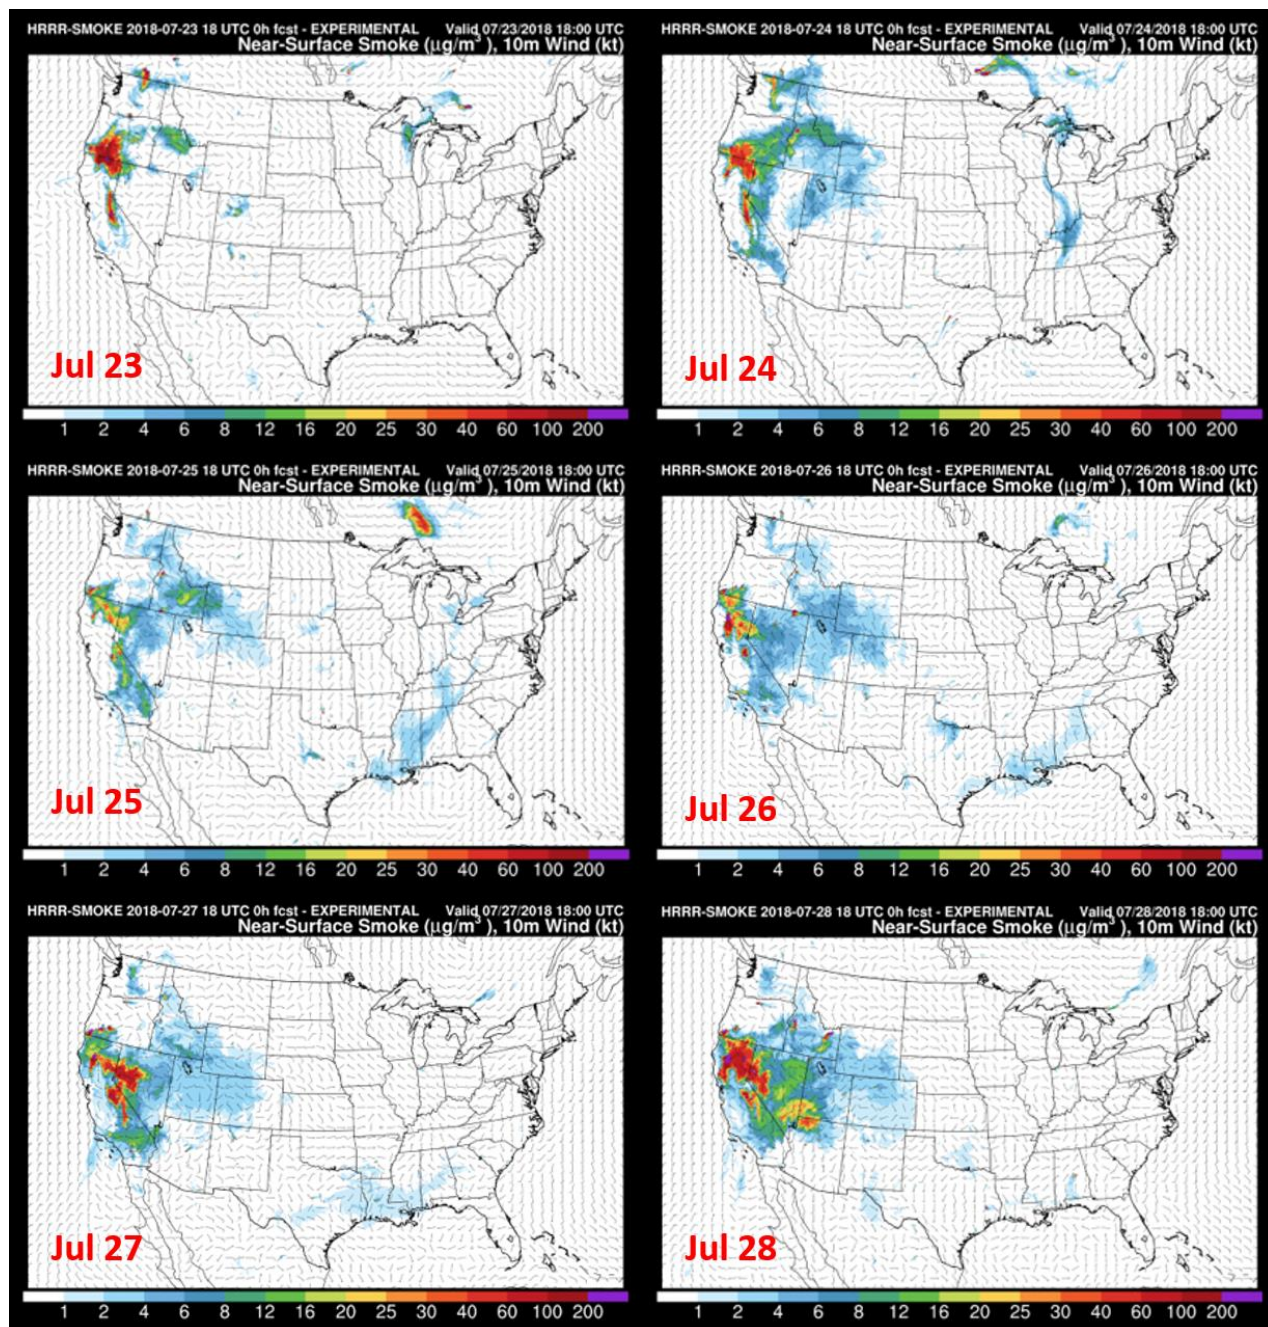 HRRR-SMOKE 2018-07-23 18 UTC 0h fcst - EXPERIMENTAL Valid 07/23/2018 18:00 UTC
Near-Surface Smoke (μg/m³), 10m Wind (kt)
Jul 23
1 2 4 6 8 12 16 20 25 30 40 60 100 200
HRRR-SMOKE 2018-07-24 18 UTC 0h fcst - EXPERIMENTAL Valid 07/24/2018 18:00 UTC
Near-Surface Smoke (μg/m³), 10m Wind (kt)
Jul 24
1 2 4 6 8 12 16 20 25 30 40 60 100 200
HRRR-SMOKE 2018-07-25 18 UTC 0h fcst - EXPERIMENTAL Valid 07/25/2018 18:00 UTC
Near-Surface Smoke (μg/m³), 10m Wind (kt)
Jul 25
1 2 4 6 8 12 16 20 25 30 40 60 100 200
HRRR-SMOKE 2018-07-26 18 UTC 0h fcst - EXPERIMENTAL Valid 07/26/2018 18:00 UTC
Near-Surface Smoke (μg/m³), 10m Wind (kt)
Jul 26
1 2 4 6 8 12 16 20 25 30 40 60 100 200
HRRR-SMOKE 2018-07-27 18 UTC 0h fcst - EXPERIMENTAL Valid 07/27/2018 18:00 UTC
Near-Surface Smoke (μg/m³), 10m Wind (kt)
Jul 27
1 2 4 6 8 12 16 20 25 30 40 60 100 200
HRRR-SMOKE 2018-07-28 18 UTC 0h fcst - EXPERIMENTAL Valid 07/28/2018 18:00 UTC
Near-Surface Smoke (μg/m³), 10m Wind (kt)
Jul 28
1 2 4 6 8 12 16 20 25 30 40 60 100 200